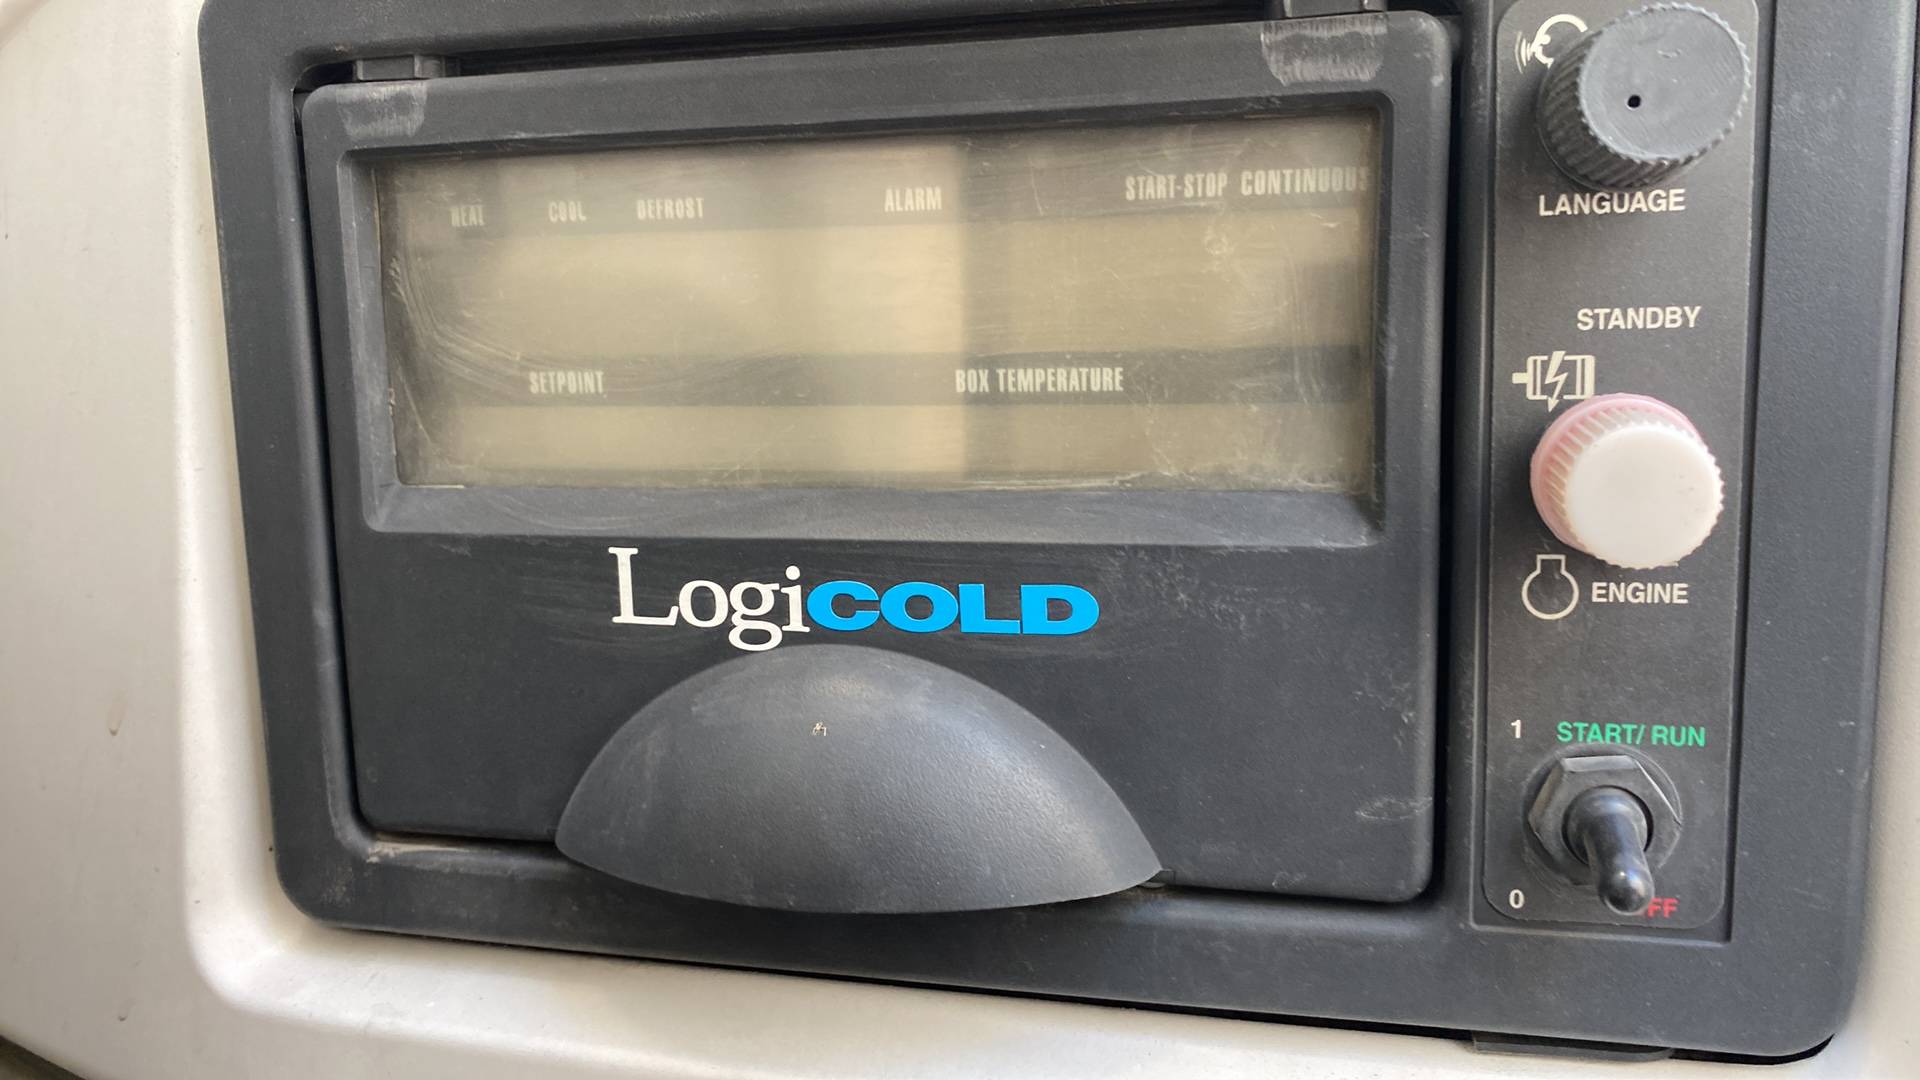 HEAT COOL DEFROST ALARM START-STOP CONTINUOUS
SETPOINT BOX TEMPERATURE
LogiCOLD
LANGUAGE
STANDBY
ENGINE
1 START/ RUN
0